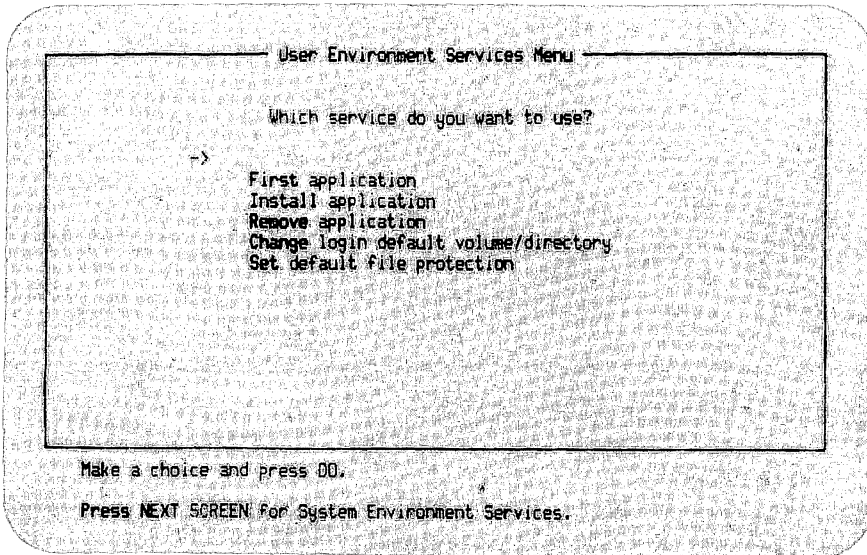 User Environment Services Menu
Which service do you want to use?
->
First application
Install application
Remove application
Change login default volume/directory
Set default file protection
Make a choice and press DO.
Press NEXT SCREEN for System Environment Services.